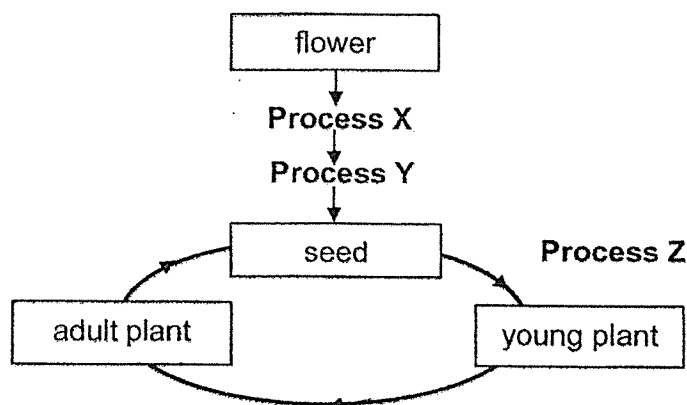 flower
Process X
Process Y
seed
Process Z
adult plant
young plant